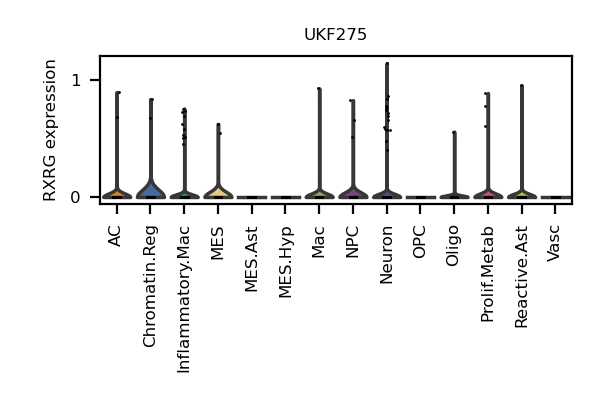 UKF275
RXRG expression
1
0
AC
Chromatin.Reg
Inflammatory.Mac
MES
MES.Ast
MES.Hyp
Mac
NPC
Neuron
OPC
Oligo
Prolif.Metab
Reactive.Ast
Vasc